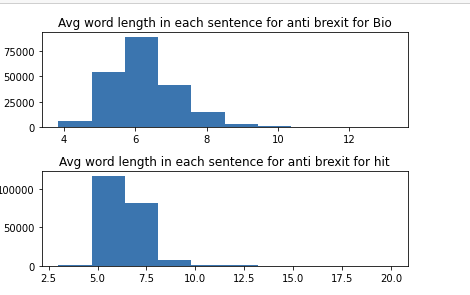 Avg word length in each sentence for anti brexit for Bio
75000
50000
25000
0
4 6 8 10 12
Avg word length in each sentence for anti brexit for hit
100000
50000
0
2.5 5.0 7.5 10.0 12.5 15.0 17.5 20.0